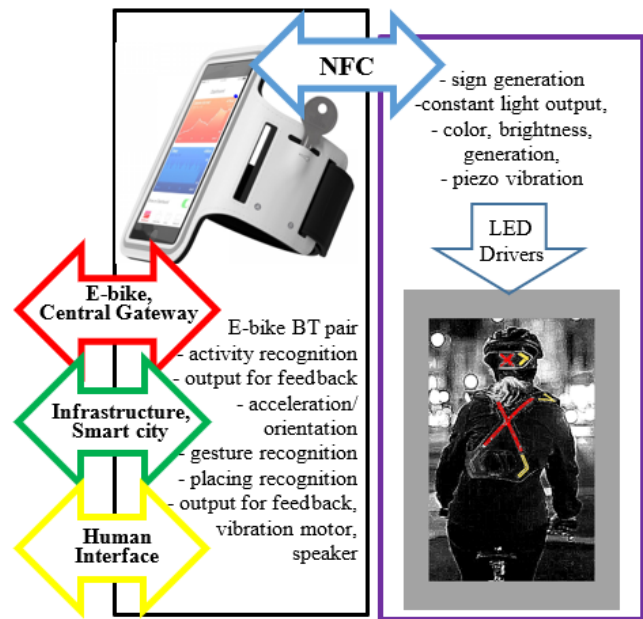 NFC
- sign generation
-constant light output,
- color, brightness,
generation,
- piezo vibration
LED
Drivers
E-bike,
Central Gateway
Infrastructure,
Smart city
Human
Interface
E-bike BT pair
- activity recognition
- output for feedback
- acceleration/
orientation
- gesture recognition
- placing recognition
- output for feedback,
vibration motor,
speaker